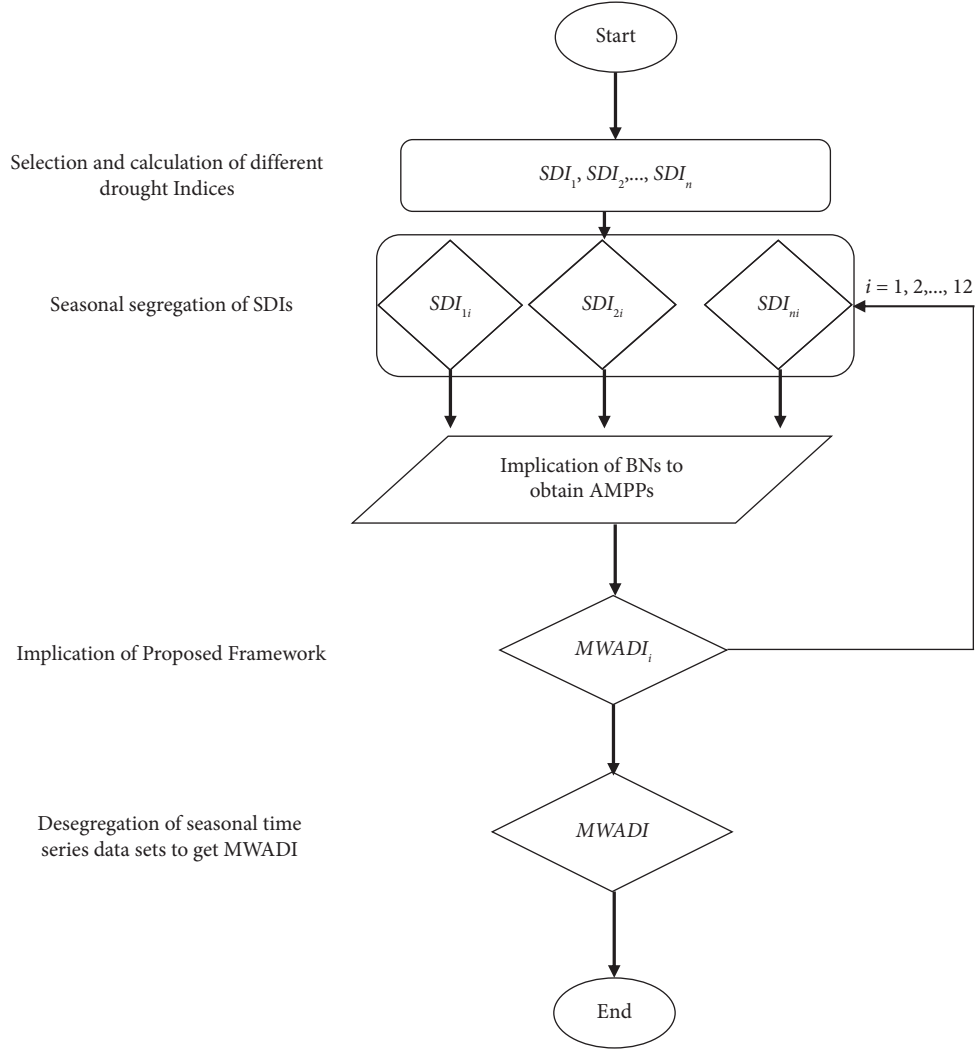 Start
Selection and calculation of different
drought Indices
SDI₁, SDI₂,..., SDIₙ
Seasonal segregation of SDIs
SDI₁ᵢ
SDI₂ᵢ
SDIₙᵢ
i = 1, 2,..., 12
Implication of BNs to
obtain AMPPs
Implication of Proposed Framework
MWADIᵢ
Desegregation of seasonal time
series data sets to get MWADI
MWADI
End